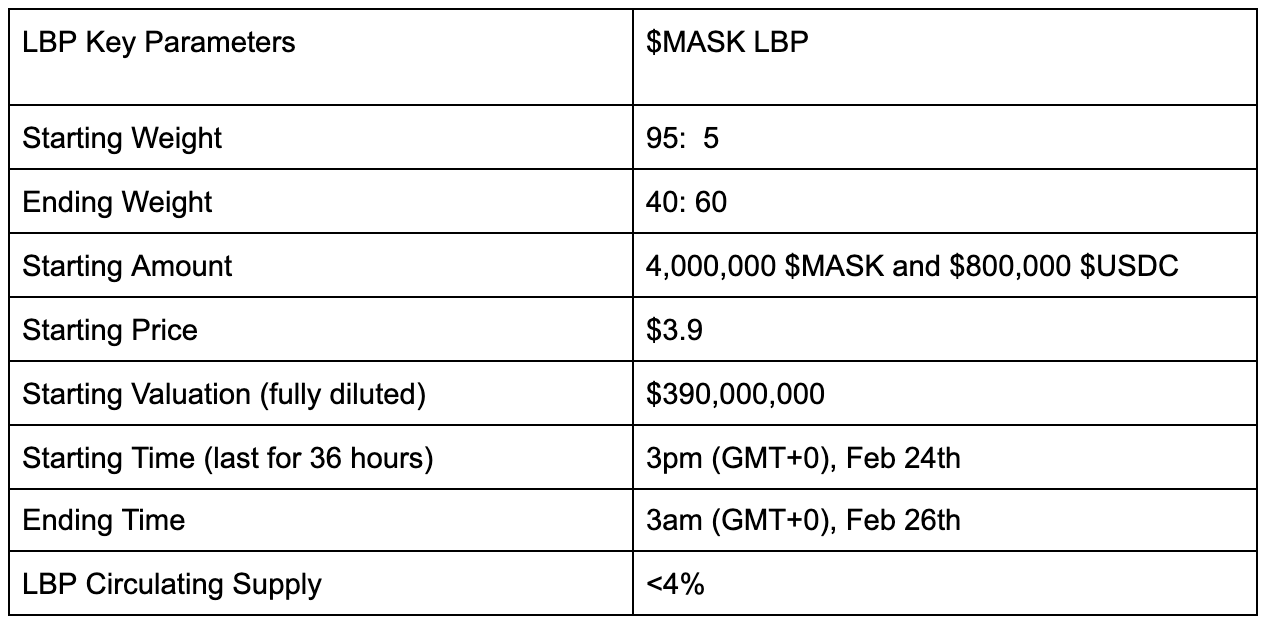 LBP Key Parameters
$MASK LBP
Starting Weight
95:  5
Ending Weight
40: 60
Starting Amount
4,000,000 $MASK and $800,000 $USDC
Starting Price
$3.9
Starting Valuation (fully diluted)
$390,000,000
Starting Time (last for 36 hours)
3pm (GMT+0), Feb 24th
Ending Time
3am (GMT+0), Feb 26th
LBP Circulating Supply
<4%